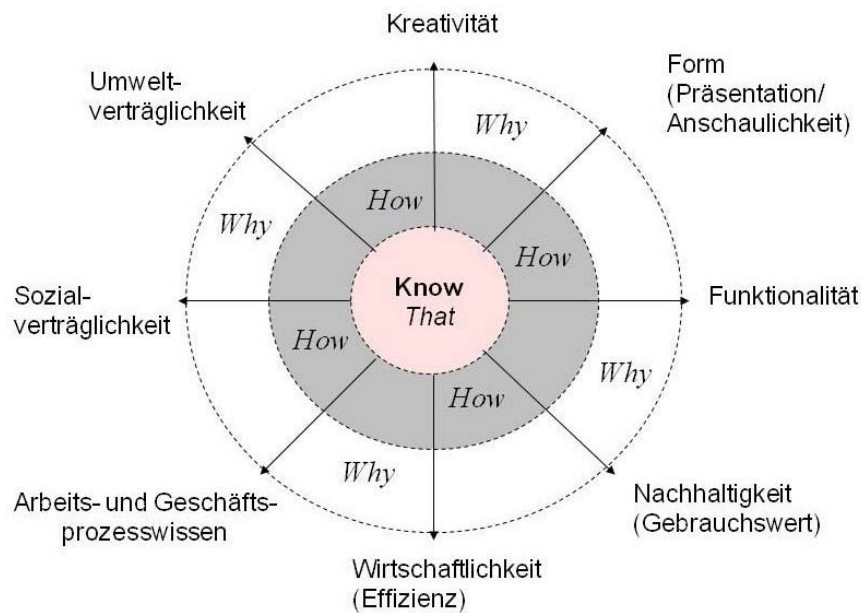 Kreativität
Umwelt-
verträglichkeit
Form
(Präsentation/
Anschaulichkeit)
Why
How
Why
How
Know
That
Sozial-
verträglichkeit
Funktionalität
How
Why
How
Why
Arbeits- und Geschäfts-
prozesswissen
Nachhaltigkeit
(Gebrauchswert)
Wirtschaftlichkeit
(Effizienz)